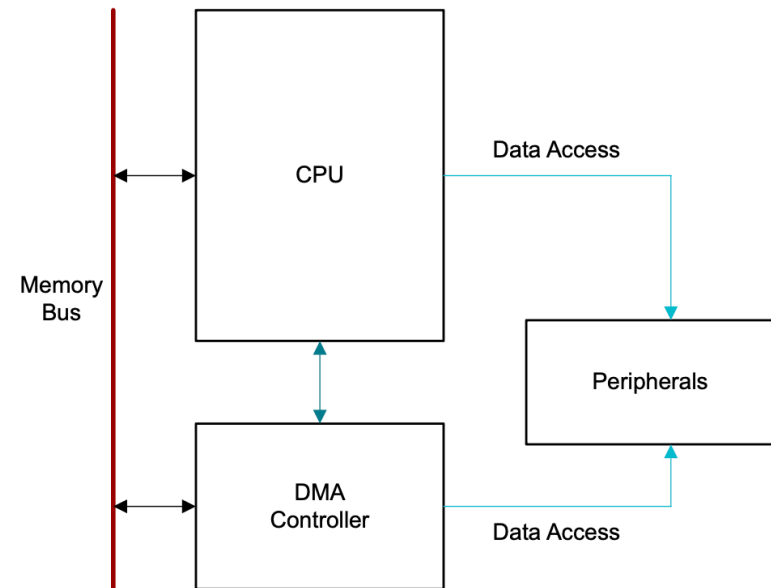 CPU
Data Access
Memory
Bus
Peripherals
DMA
Controller
Data Access